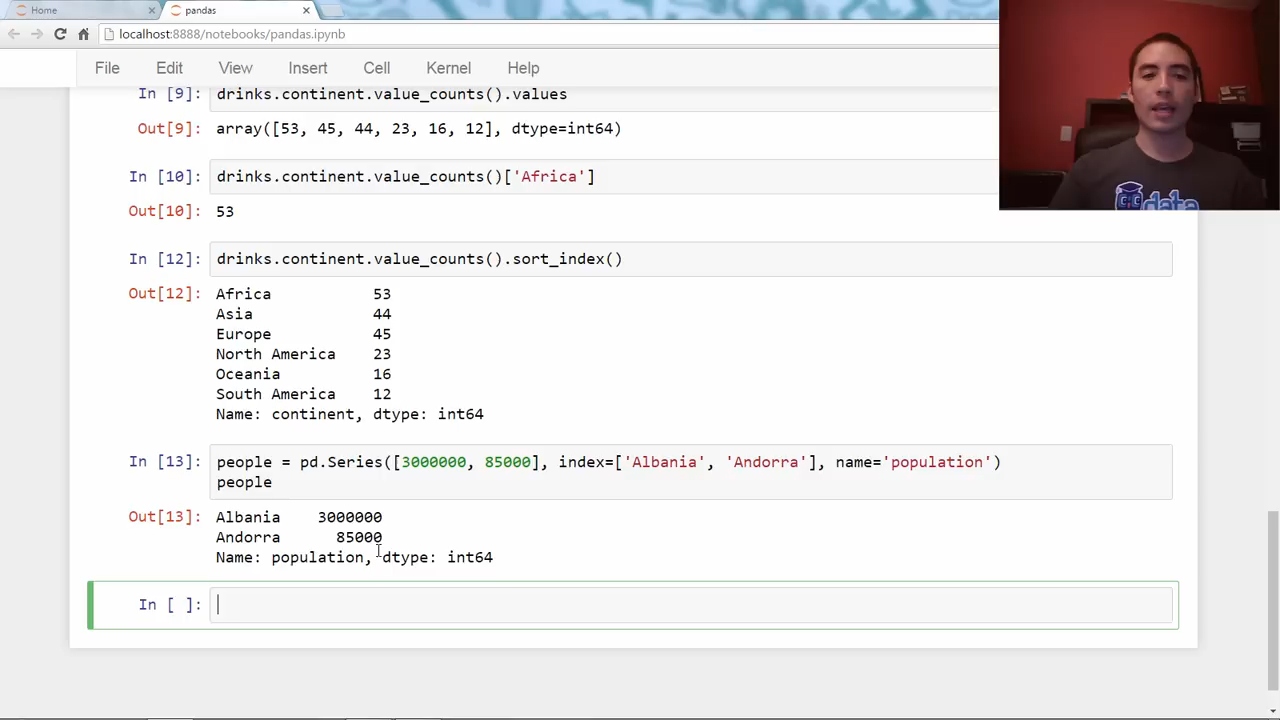 Home
pandas
localhost:8888/notebooks/pandas.ipynb
File Edit View Insert Cell Kernel Help
In [9]: drinks.continent.value_counts().values
Out[9]: array([53, 45, 44, 23, 16, 12], dtype=int64)
In [10]: drinks.continent.value_counts()['Africa']
Out[10]: 53
In [12]: drinks.continent.value_counts().sort_index()
Out[12]: Africa 53
Asia 44
Europe 45
North America 23
Oceania 16
South America 12
Name: continent, dtype: int64
In [13]: people = pd.Series([3000000, 85000], index=['Albania', 'Andorra'], name='population')
people
Out[13]: Albania 3000000
Andorra 85000
Name: population, dtype: int64
In [ ]:
data